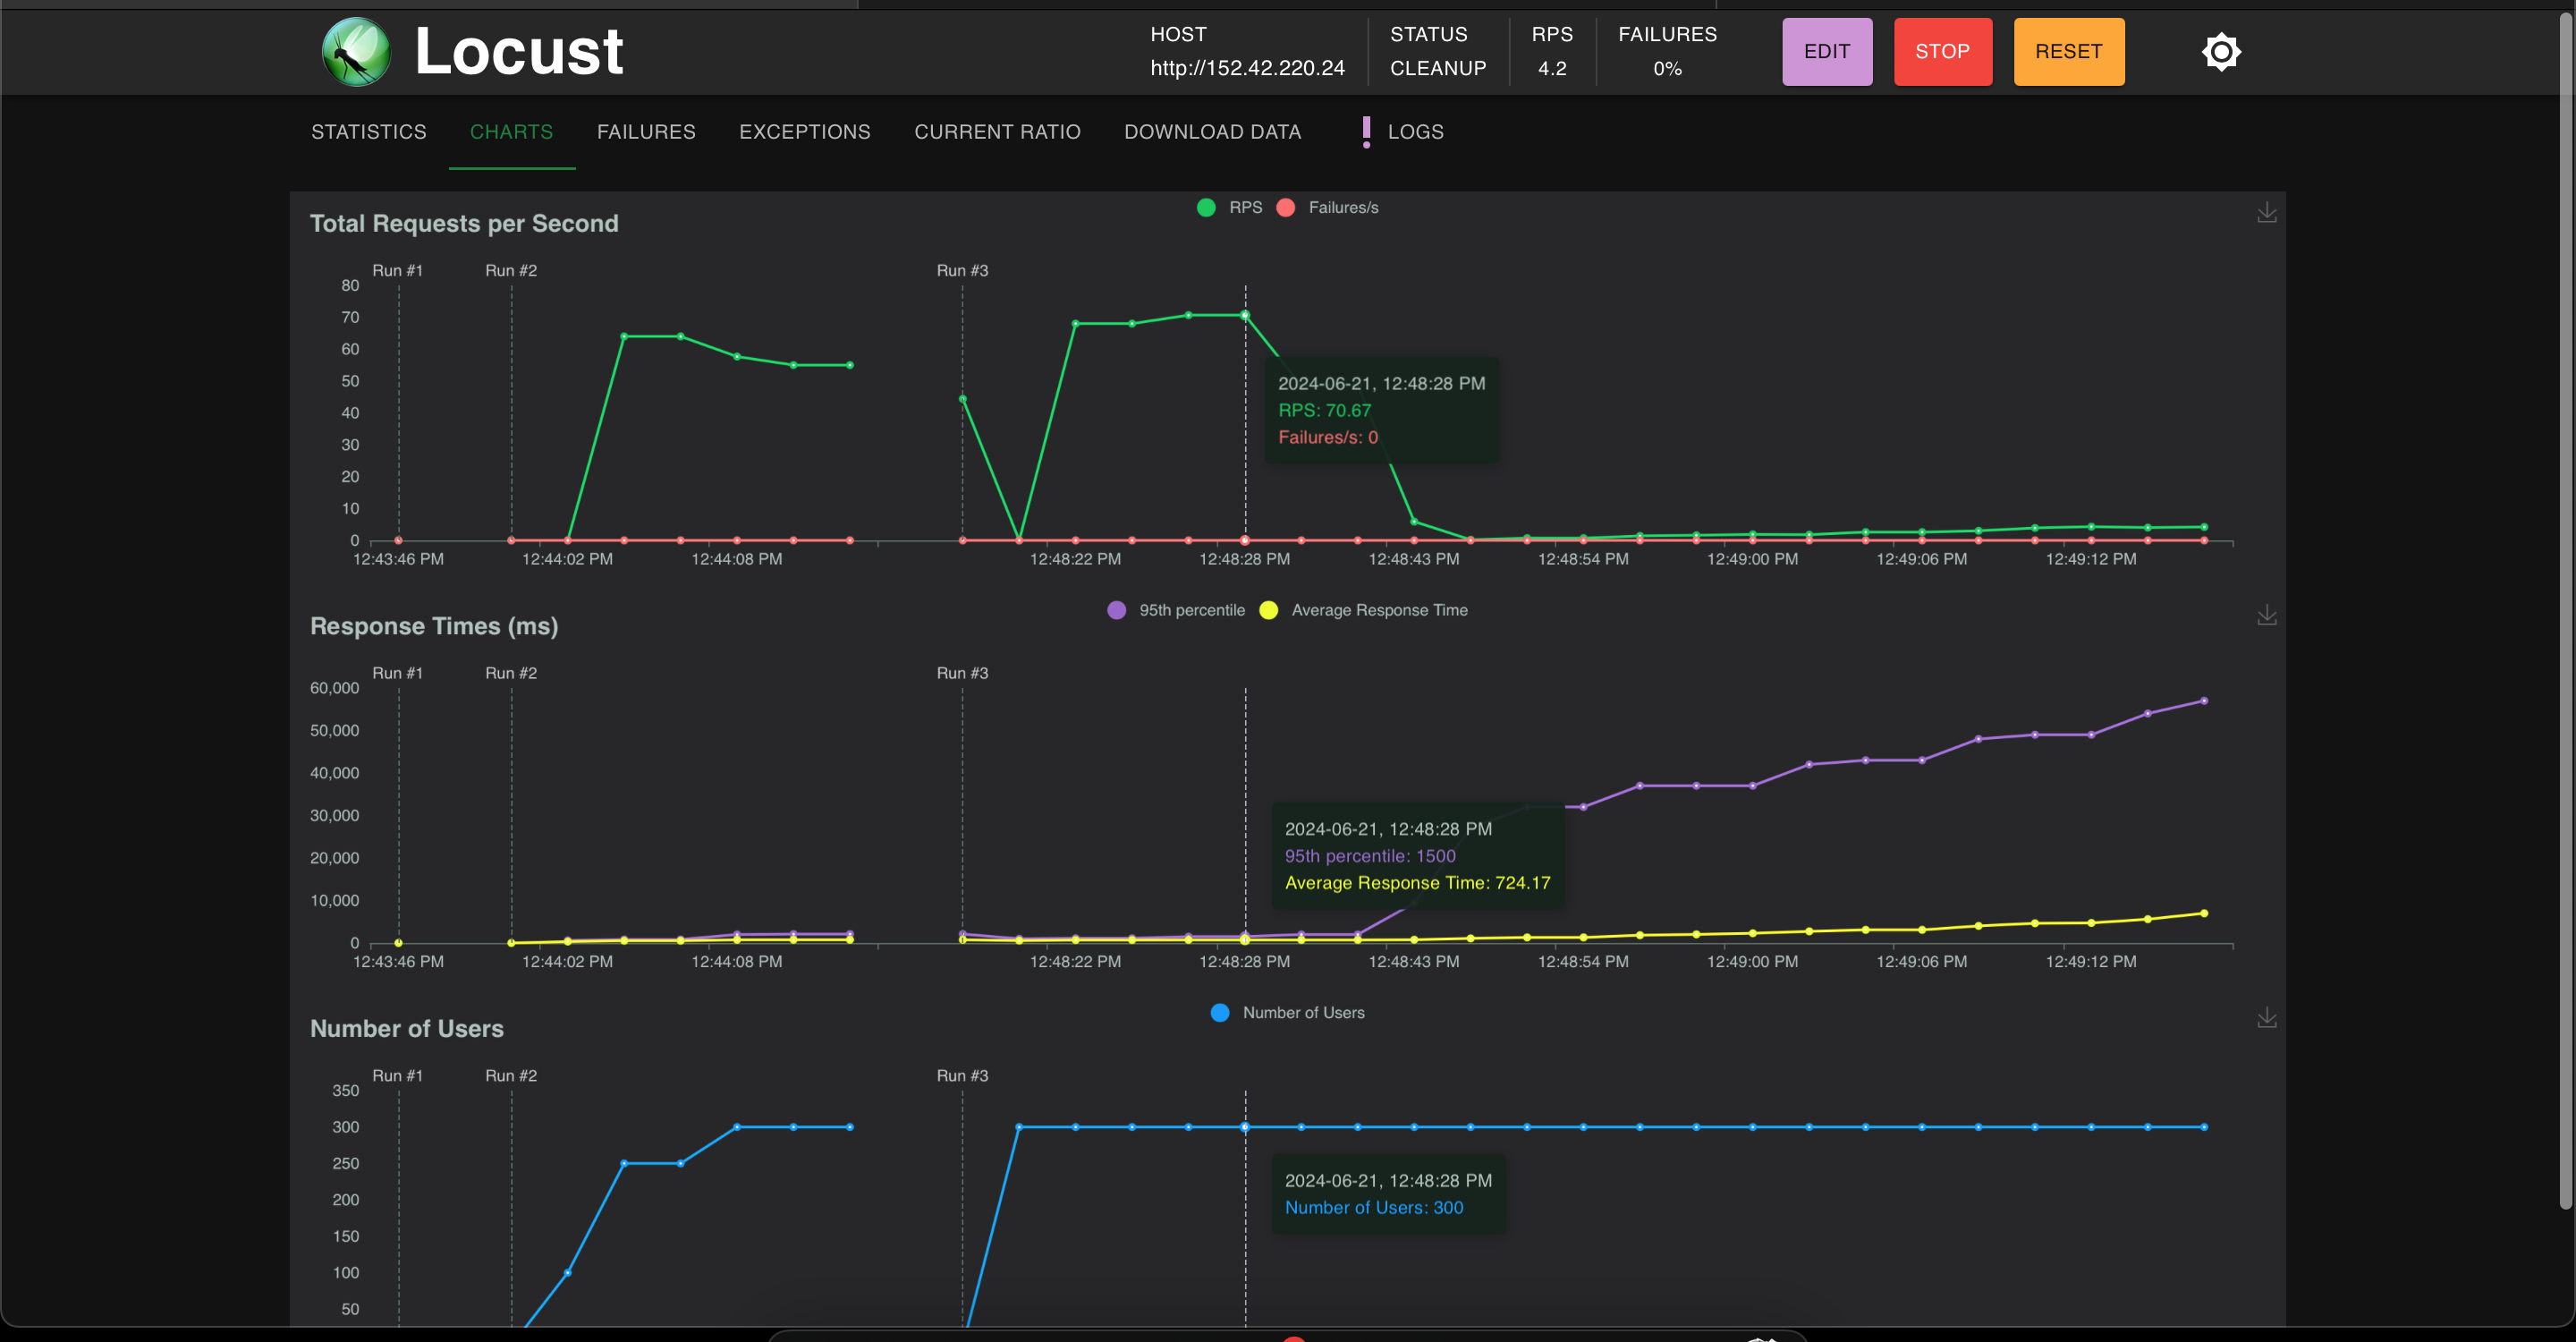 Locust
HOST
http://152.42.220.24
STATUS
CLEANUP
RPS
4.2
FAILURES
0%
EDIT
STOP
RESET
STATISTICS
CHARTS
FAILURES
EXCEPTIONS
CURRENT RATIO
DOWNLOAD DATA
LOGS
Total Requests per Second
RPS
Failures/s
Run #1
Run #2
Run #3
80
70
60
50
40
30
20
10
0
2024-06-21, 12:48:28 PM
RPS: 70.67
Failures/s: 0
12:43:46 PM
12:44:02 PM
12:44:08 PM
12:48:22 PM
12:48:28 PM
12:48:43 PM
12:48:54 PM
12:49:00 PM
12:49:06 PM
12:49:12 PM
Response Times (ms)
95th percentile
Average Response Time
Run #1
Run #2
Run #3
60,000
50,000
40,000
30,000
20,000
10,000
0
2024-06-21, 12:48:28 PM
95th percentile: 1500
Average Response Time: 724.17
12:43:46 PM
12:44:02 PM
12:44:08 PM
12:48:22 PM
12:48:28 PM
12:48:43 PM
12:48:54 PM
12:49:00 PM
12:49:06 PM
12:49:12 PM
Number of Users
Number of Users
Run #1
Run #2
Run #3
350
300
250
200
150
100
50
2024-06-21, 12:48:28 PM
Number of Users: 300